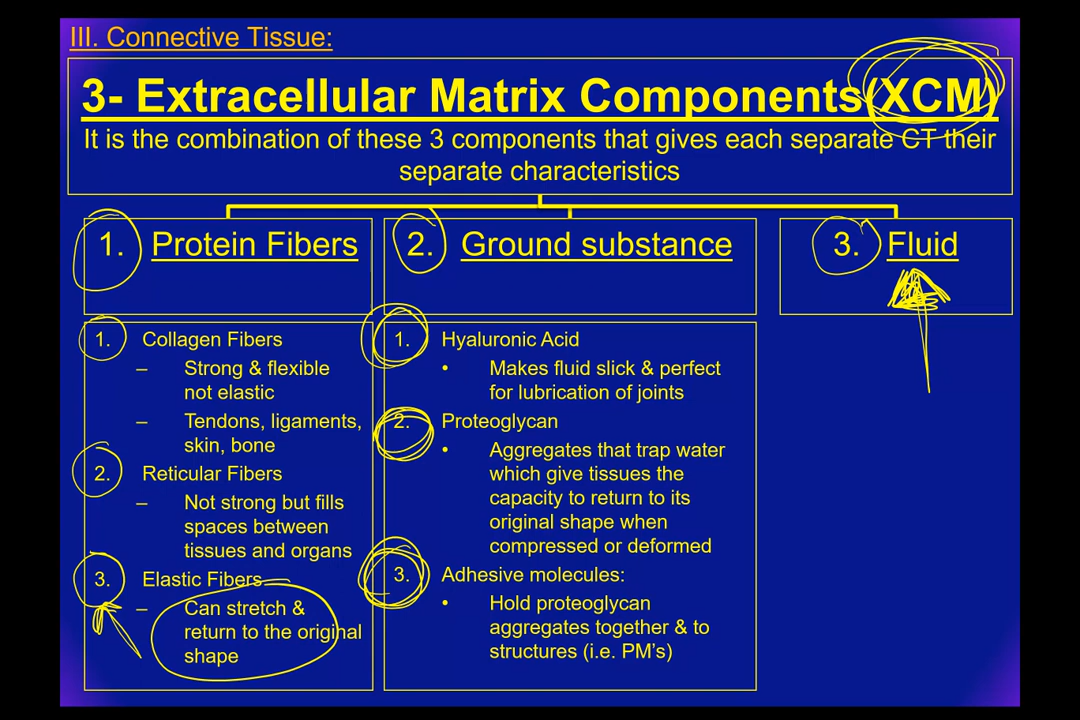 III. Connective Tissue:
3- Extracellular Matrix Components(XCM)
It is the combination of these 3 components that gives each separate CT their
separate characteristics
1. Protein Fibers
1. Collagen Fibers
– Strong & flexible
not elastic
– Tendons, ligaments,
skin, bone
2. Reticular Fibers
– Not strong but fills
spaces between
tissues and organs
3. Elastic Fibers
– Can stretch &
return to the original
shape
2. Ground substance
1. Hyaluronic Acid
• Makes fluid slick & perfect
for lubrication of joints
2. Proteoglycan
• Aggregates that trap water
which give tissues the
capacity to return to its
original shape when
compressed or deformed
3. Adhesive molecules:
• Hold proteoglycan
aggregates together & to
structures (i.e. PM's)
3. Fluid